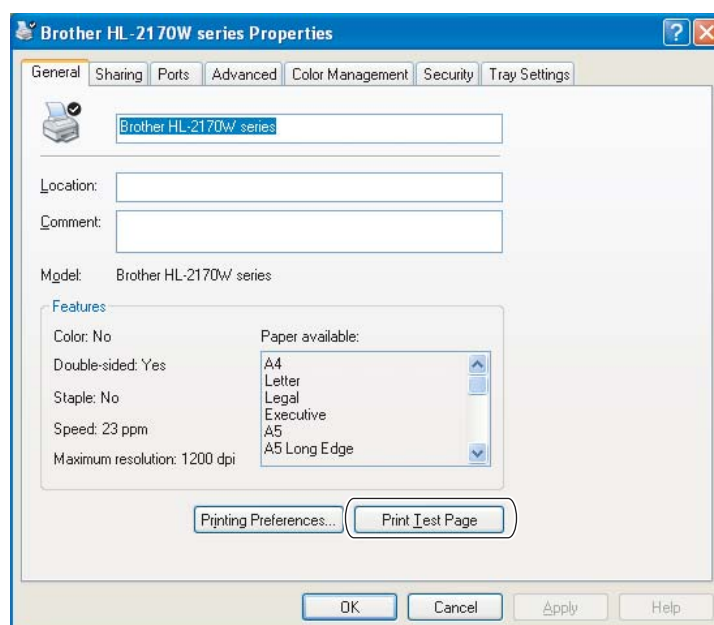 Brother HL-2170W series Properties
General Sharing Ports Advanced Color Management Security Tray Settings
Brother HL-2170W series
Location:
Comment:
Model: Brother HL-2170W series
Features
Color: No
Double-sided: Yes
Staple: No
Speed: 23 ppm
Maximum resolution: 1200 dpi
Paper available:
A4
Letter
Legal
Executive
A5
A5 Long Edge
Printing Preferences... Print Test Page
OK Cancel Apply Help